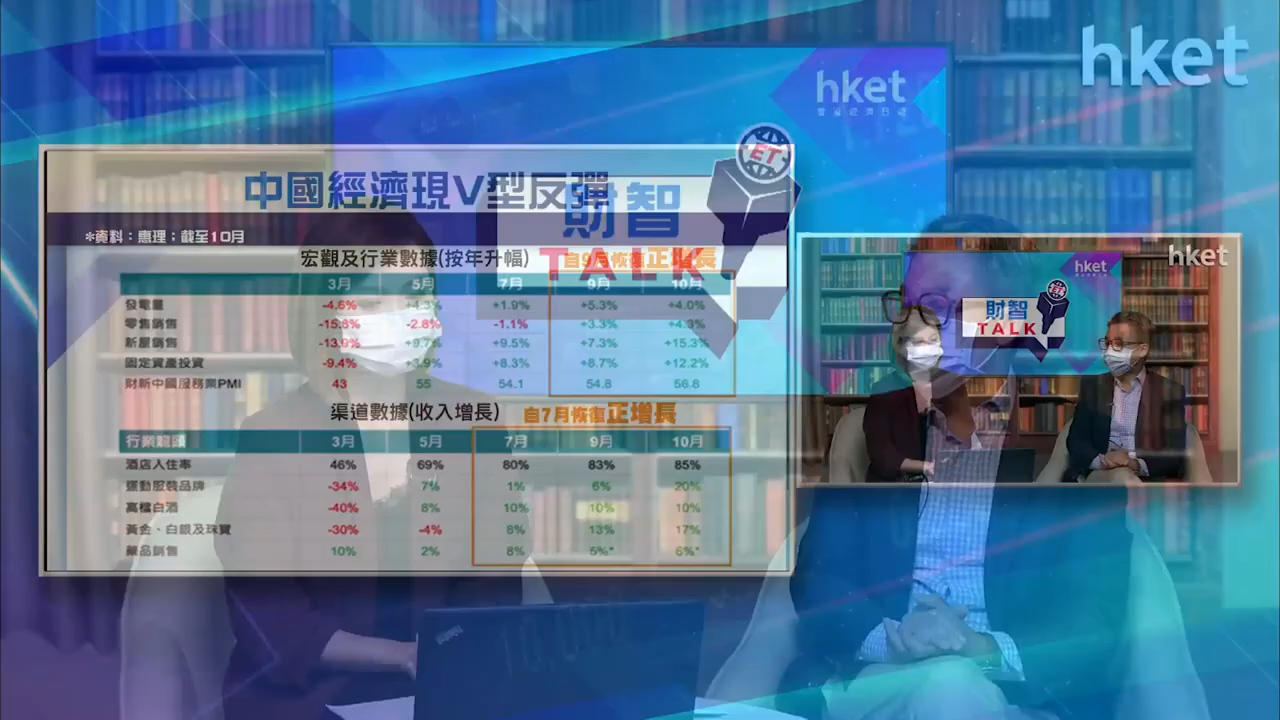 hket
hket
香港經濟日報
ET
中國經濟現V型反彈
財智
TALK
*資料：惠理；截至10月
宏觀及行業數據(按年升幅) 自9月恢復正增長
3月 5月 7月 9月 10月
發電量 -4.6% +4.3% +1.9% +5.3% +4.0%
零售銷售 -15.8% -2.8% -1.1% +3.3% +4.3%
新屋銷售 -13.9% +9.7% +9.5% +7.3% +15.3%
固定資產投資 -9.4% +3.9% +8.3% +8.7% +12.2%
財新中國服務業PMI 43 55 54.1 54.8 56.8
渠道數據(收入增長) 自7月恢復正增長
行業龍頭 3月 5月 7月 9月 10月
酒店入住率 46% 69% 80% 83% 85%
運動服裝品牌 -34% 7% 1% 6% 20%
高檔白酒 -40% 8% 10% 10% 10%
黃金、白銀及珠寶 -30% -4% 8% 13% 17%
藥品銷售 10% 2% 8% 5%* 6%*
hket
hket
ET
財智
TALK